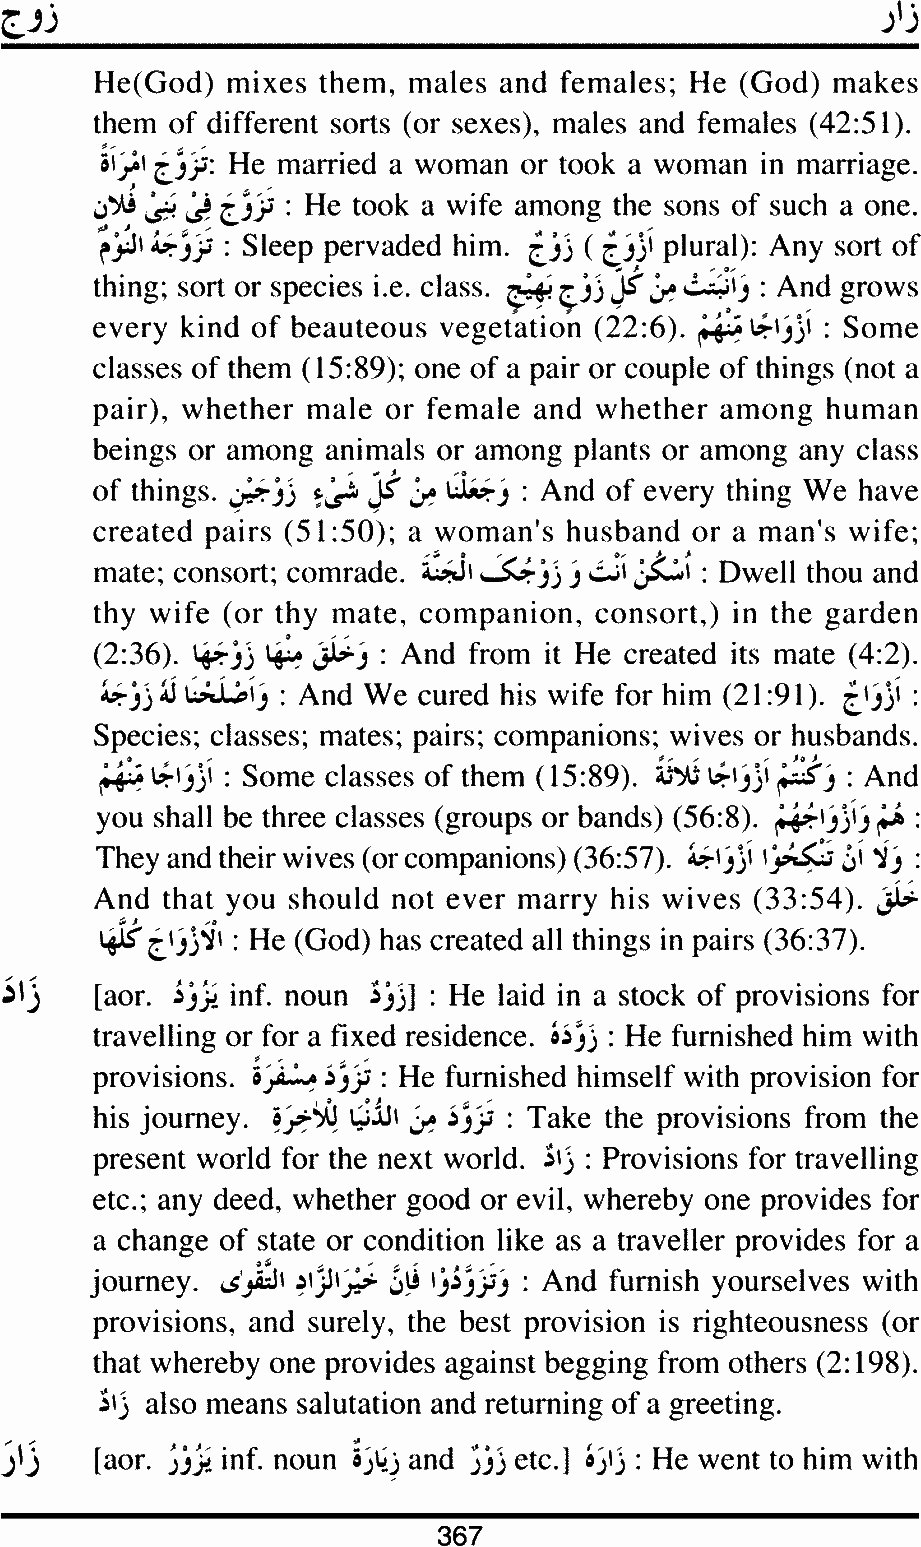 زوج زار
He(God) mixes them, males and females; He (God) makes
them of different sorts (or sexes), males and females (42:51).
تَزَوَّجَ امْرَاَةً: He married a woman or took a woman in marriage.
تَزَوَّجَ فِیْ بَنِیْ فُلَانٍ : He took a wife among the sons of such a one.
تَزَوَّجَهُ النَّوْمُ : Sleep pervaded him. زَوْجٌ ( اَزْوَجٌ plural): Any sort of
thing; sort or species i.e. class. وَاَنْبَتَتْ مِنْ كُلِّ زَوْجٍ بَهِیْجٍ : And grows
every kind of beauteous vegetation (22:6). اَزْوَاجًا مِّنْهُمْ : Some
classes of them (15:89); one of a pair or couple of things (not a
pair), whether male or female and whether among human
beings or among animals or among plants or among any class
of things. وَجَعَلْنَا مِنْ كُلِّ شَیْءٍ زَوْجَیْنِ : And of every thing We have
created pairs (51:50); a woman's husband or a man's wife;
mate; consort; comrade. اُسْكُنْ اَنْتَ وَ زَوْجُکَ الْجَنَّةَ : Dwell thou and
thy wife (or thy mate, companion, consort,) in the garden
(2:36). وَخَلَقَ مِنْهَا زَوْجَهَا : And from it He created its mate (4:2).
وَاَصْلَحْنَا لَهُ زَوْجَهُ : And We cured his wife for him (21:91). اَزْوَاجٌ :
Species; classes; mates; pairs; companions; wives or husbands.
اَزْوَاجًا مِّنْهُمْ : Some classes of them (15:89). وَكُنْتُمْ اَزْوَاجًا ثَلَاثَةً : And
you shall be three classes (groups or bands) (56:8). هُمْ وَاَزْوَاجُهُمْ :
They and their wives (or companions) (36:57). وَلَا اَنْ تَنْكِحُوْا اَزْوَاجَهُ :
And that you should not ever marry his wives (33:54). خَلَقَ
الْاَزْوَاجَ كُلَّهَا : He (God) has created all things in pairs (36:37).
زَادَ [aor. یَزُوْدُ inf. noun زَوْدٌ] : He laid in a stock of provisions for
travelling or for a fixed residence. زَوَّدَهُ : He furnished him with
provisions. تَزَوَّدَ مِسْفَرَةً : He furnished himself with provision for
his journey. تَزَوَّدَ مِنَ الدُّنْیَا لِلْاٰخِرَةِ : Take the provisions from the
present world for the next world. زَادٌ : Provisions for travelling
etc.; any deed, whether good or evil, whereby one provides for
a change of state or condition like as a traveller provides for a
journey. وَتَزَوَّدُوْا فَاِنَّ خَیْرَالزَّادِ التَّقْوٰی : And furnish yourselves with
provisions, and surely, the best provision is righteousness (or
that whereby one provides against begging from others (2:198).
زَادٌ also means salutation and returning of a greeting.
زَارَ [aor. یَزُوْرُ inf. noun زِیَارَةٌ and زَوْرٌ etc.] زَارَهُ : He went to him with
367